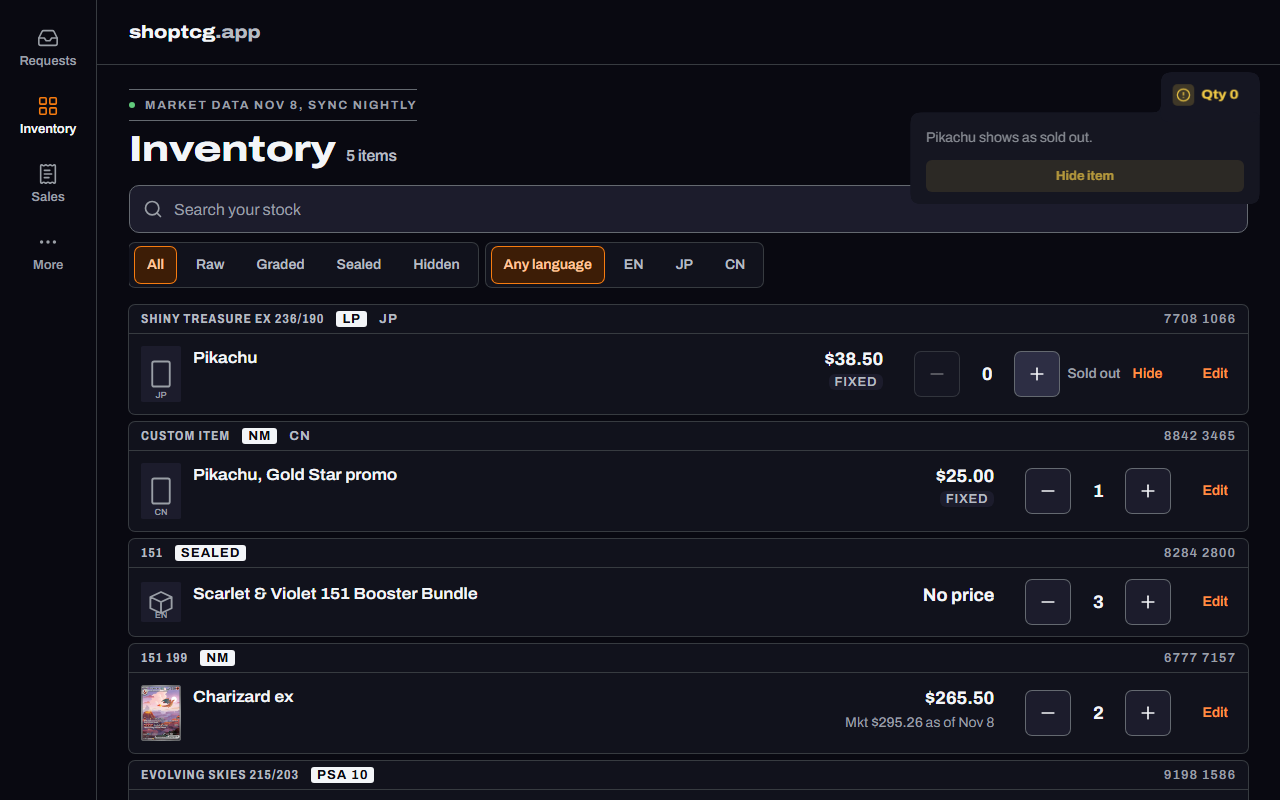 Requests
Inventory
Sales
More
shoptcg.app
MARKET DATA NOV 8, SYNC NIGHTLY
Inventory 5 items
Qty 0
Pikachu shows as sold out.
Hide item
Search your stock
All Raw Graded Sealed Hidden Any language EN JP CN
SHINY TREASURE EX 236/190 LP JP 7708 1066
JP
Pikachu
$38.50
FIXED
0
Sold out Hide Edit
CUSTOM ITEM NM CN 8842 3465
CN
Pikachu, Gold Star promo
$25.00
FIXED
1
Edit
151 SEALED 8284 2800
EN
Scarlet & Violet 151 Booster Bundle
No price
3
Edit
151 199 NM 6777 7157
Charizard ex
$265.50
Mkt $295.26 as of Nov 8
2
Edit
EVOLVING SKIES 215/203 PSA 10 9198 1586